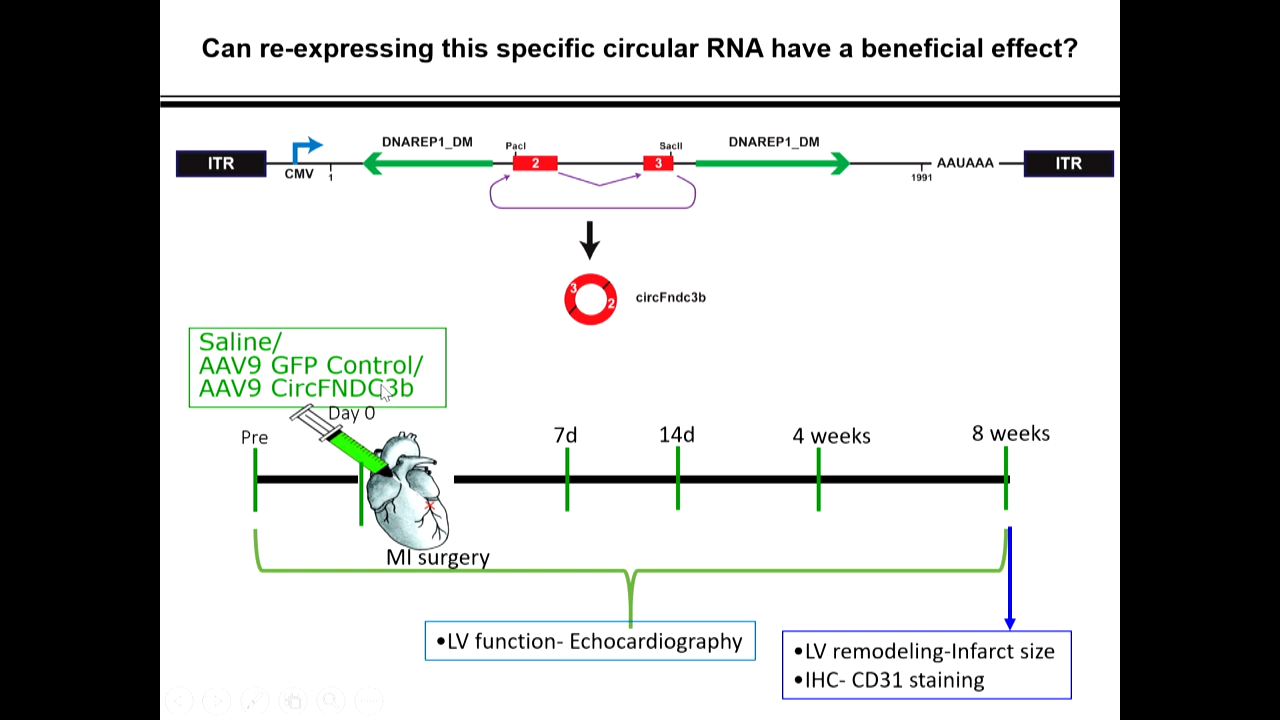 Can re-expressing this specific circular RNA have a beneficial effect?
DNAREP1_DM
DNAREP1_DM
PacI
SacII
ITR
2
3
AAUAAA
ITR
CMV
1
1991
3
2
circFndc3b
Saline/
AAV9 GFP Control/
AAV9 CircFNDC3b
Day 0
Pre
7d
14d
4 weeks
8 weeks
MI surgery
•LV function- Echocardiography
•LV remodeling-Infarct size
•IHC- CD31 staining